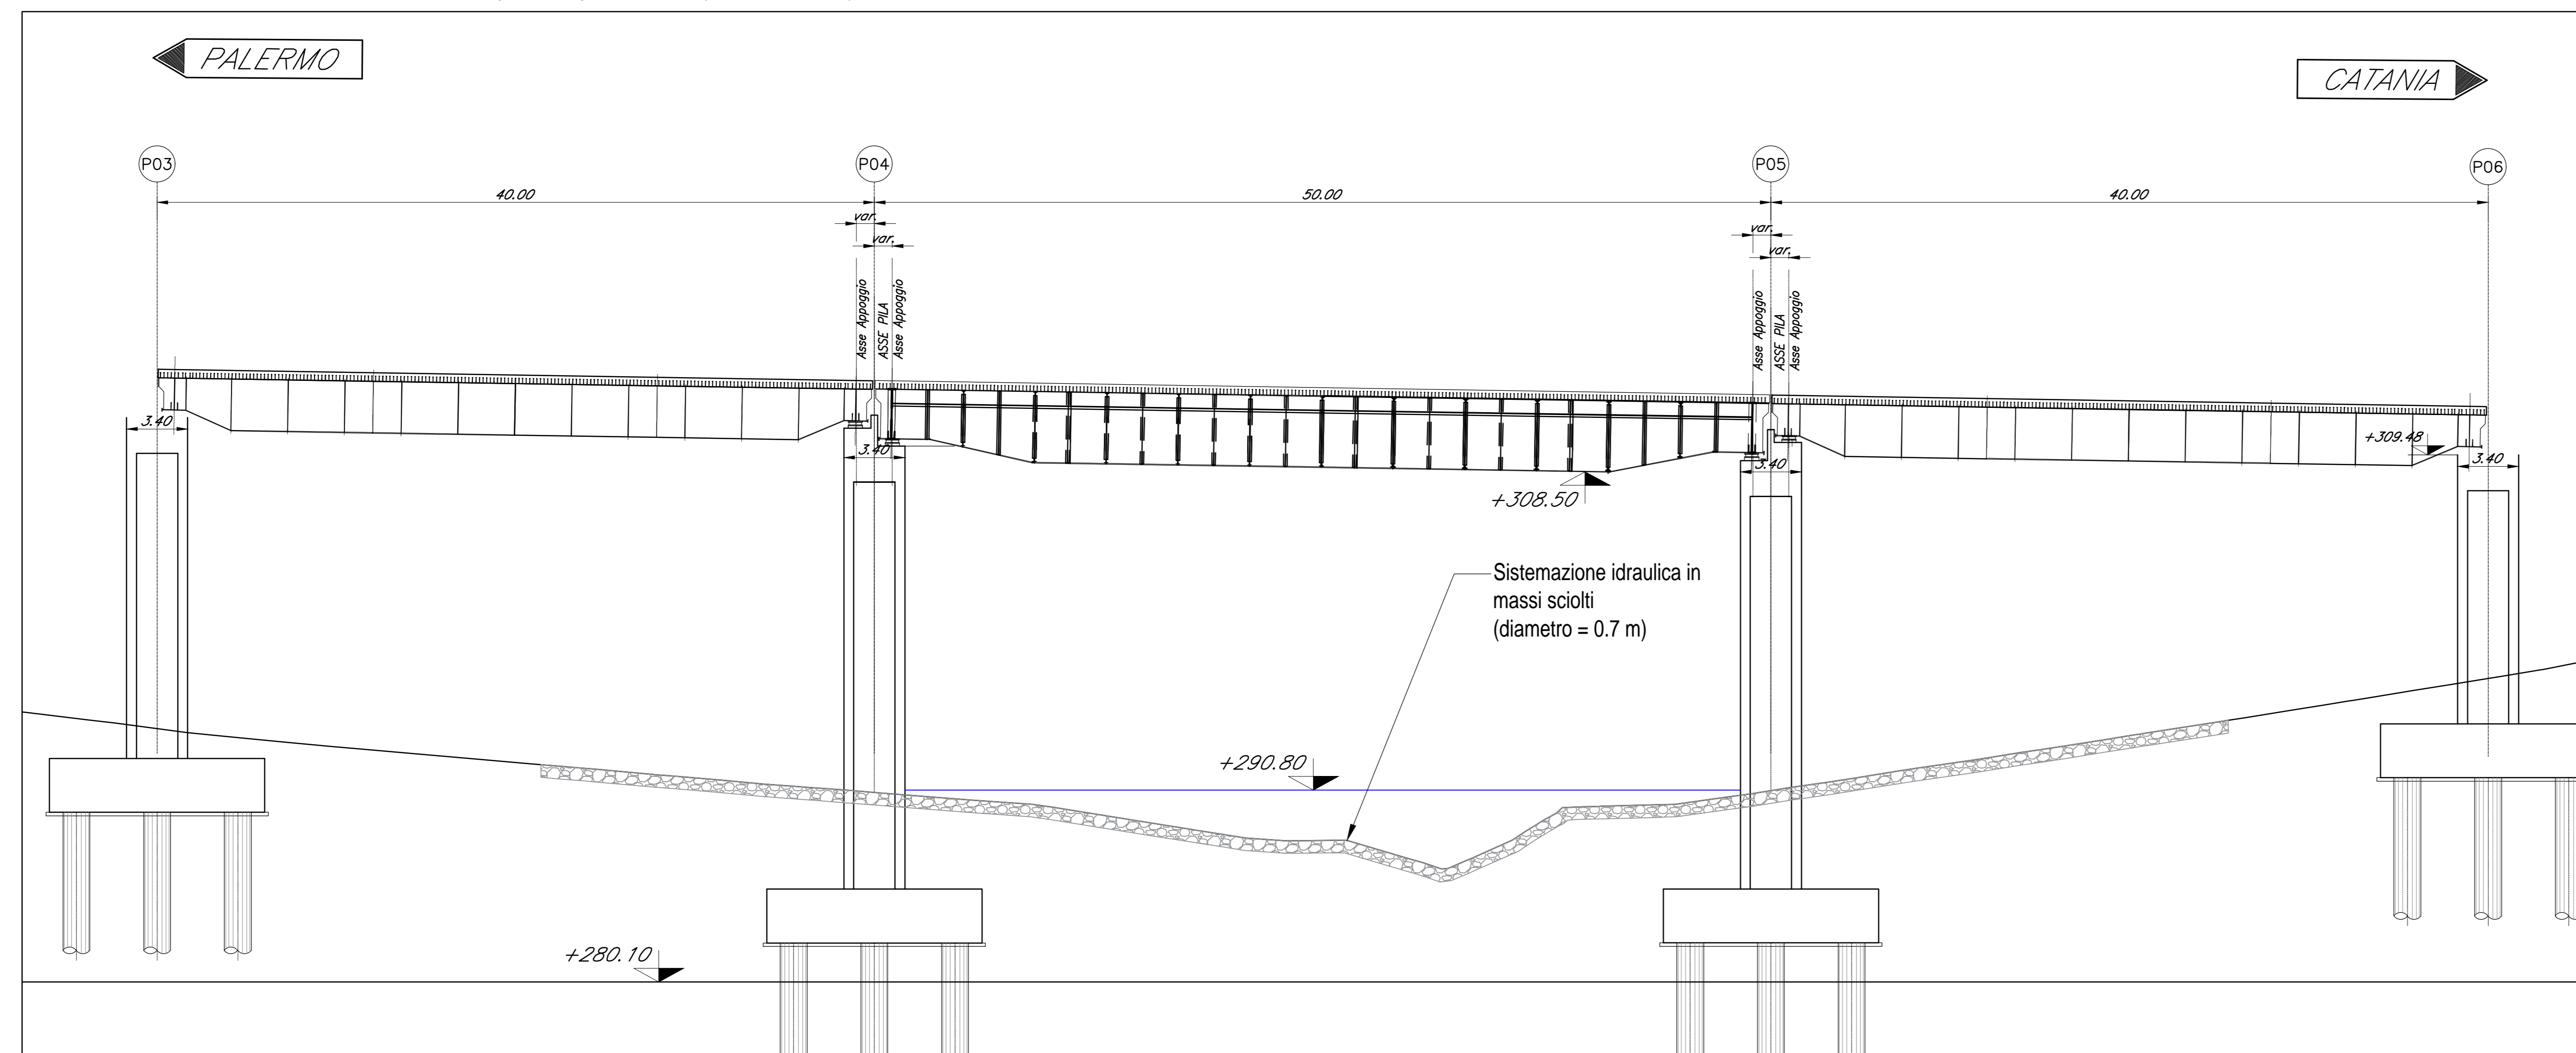 PALERMO
CATANIA
P03
P04
P05
P06
40.00
50.00
40.00
var.
var.
var.
var.
Asse Appoggio
ASSE PILA
Asse Appoggio
Asse Appoggio
ASSE PILA
Asse Appoggio
3.40
3.40
3.40
+309.48
3.40
+308.50
Sistemazione idraulica in
massi sciolti
(diametro = 0.7 m)
+290.80
+280.10